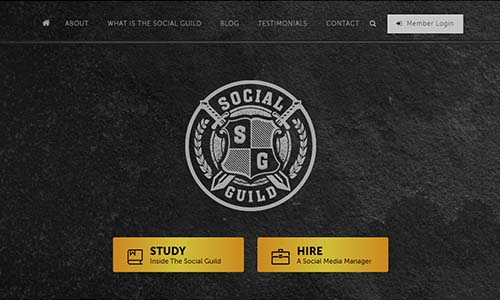 ABOUT WHAT IS THE SOCIAL GUILD BLOG TESTIMONIALS CONTACT Member Login
SOCIAL
S
G
GUILD
STUDY
Inside The Social Guild
HIRE
A Social Media Manager